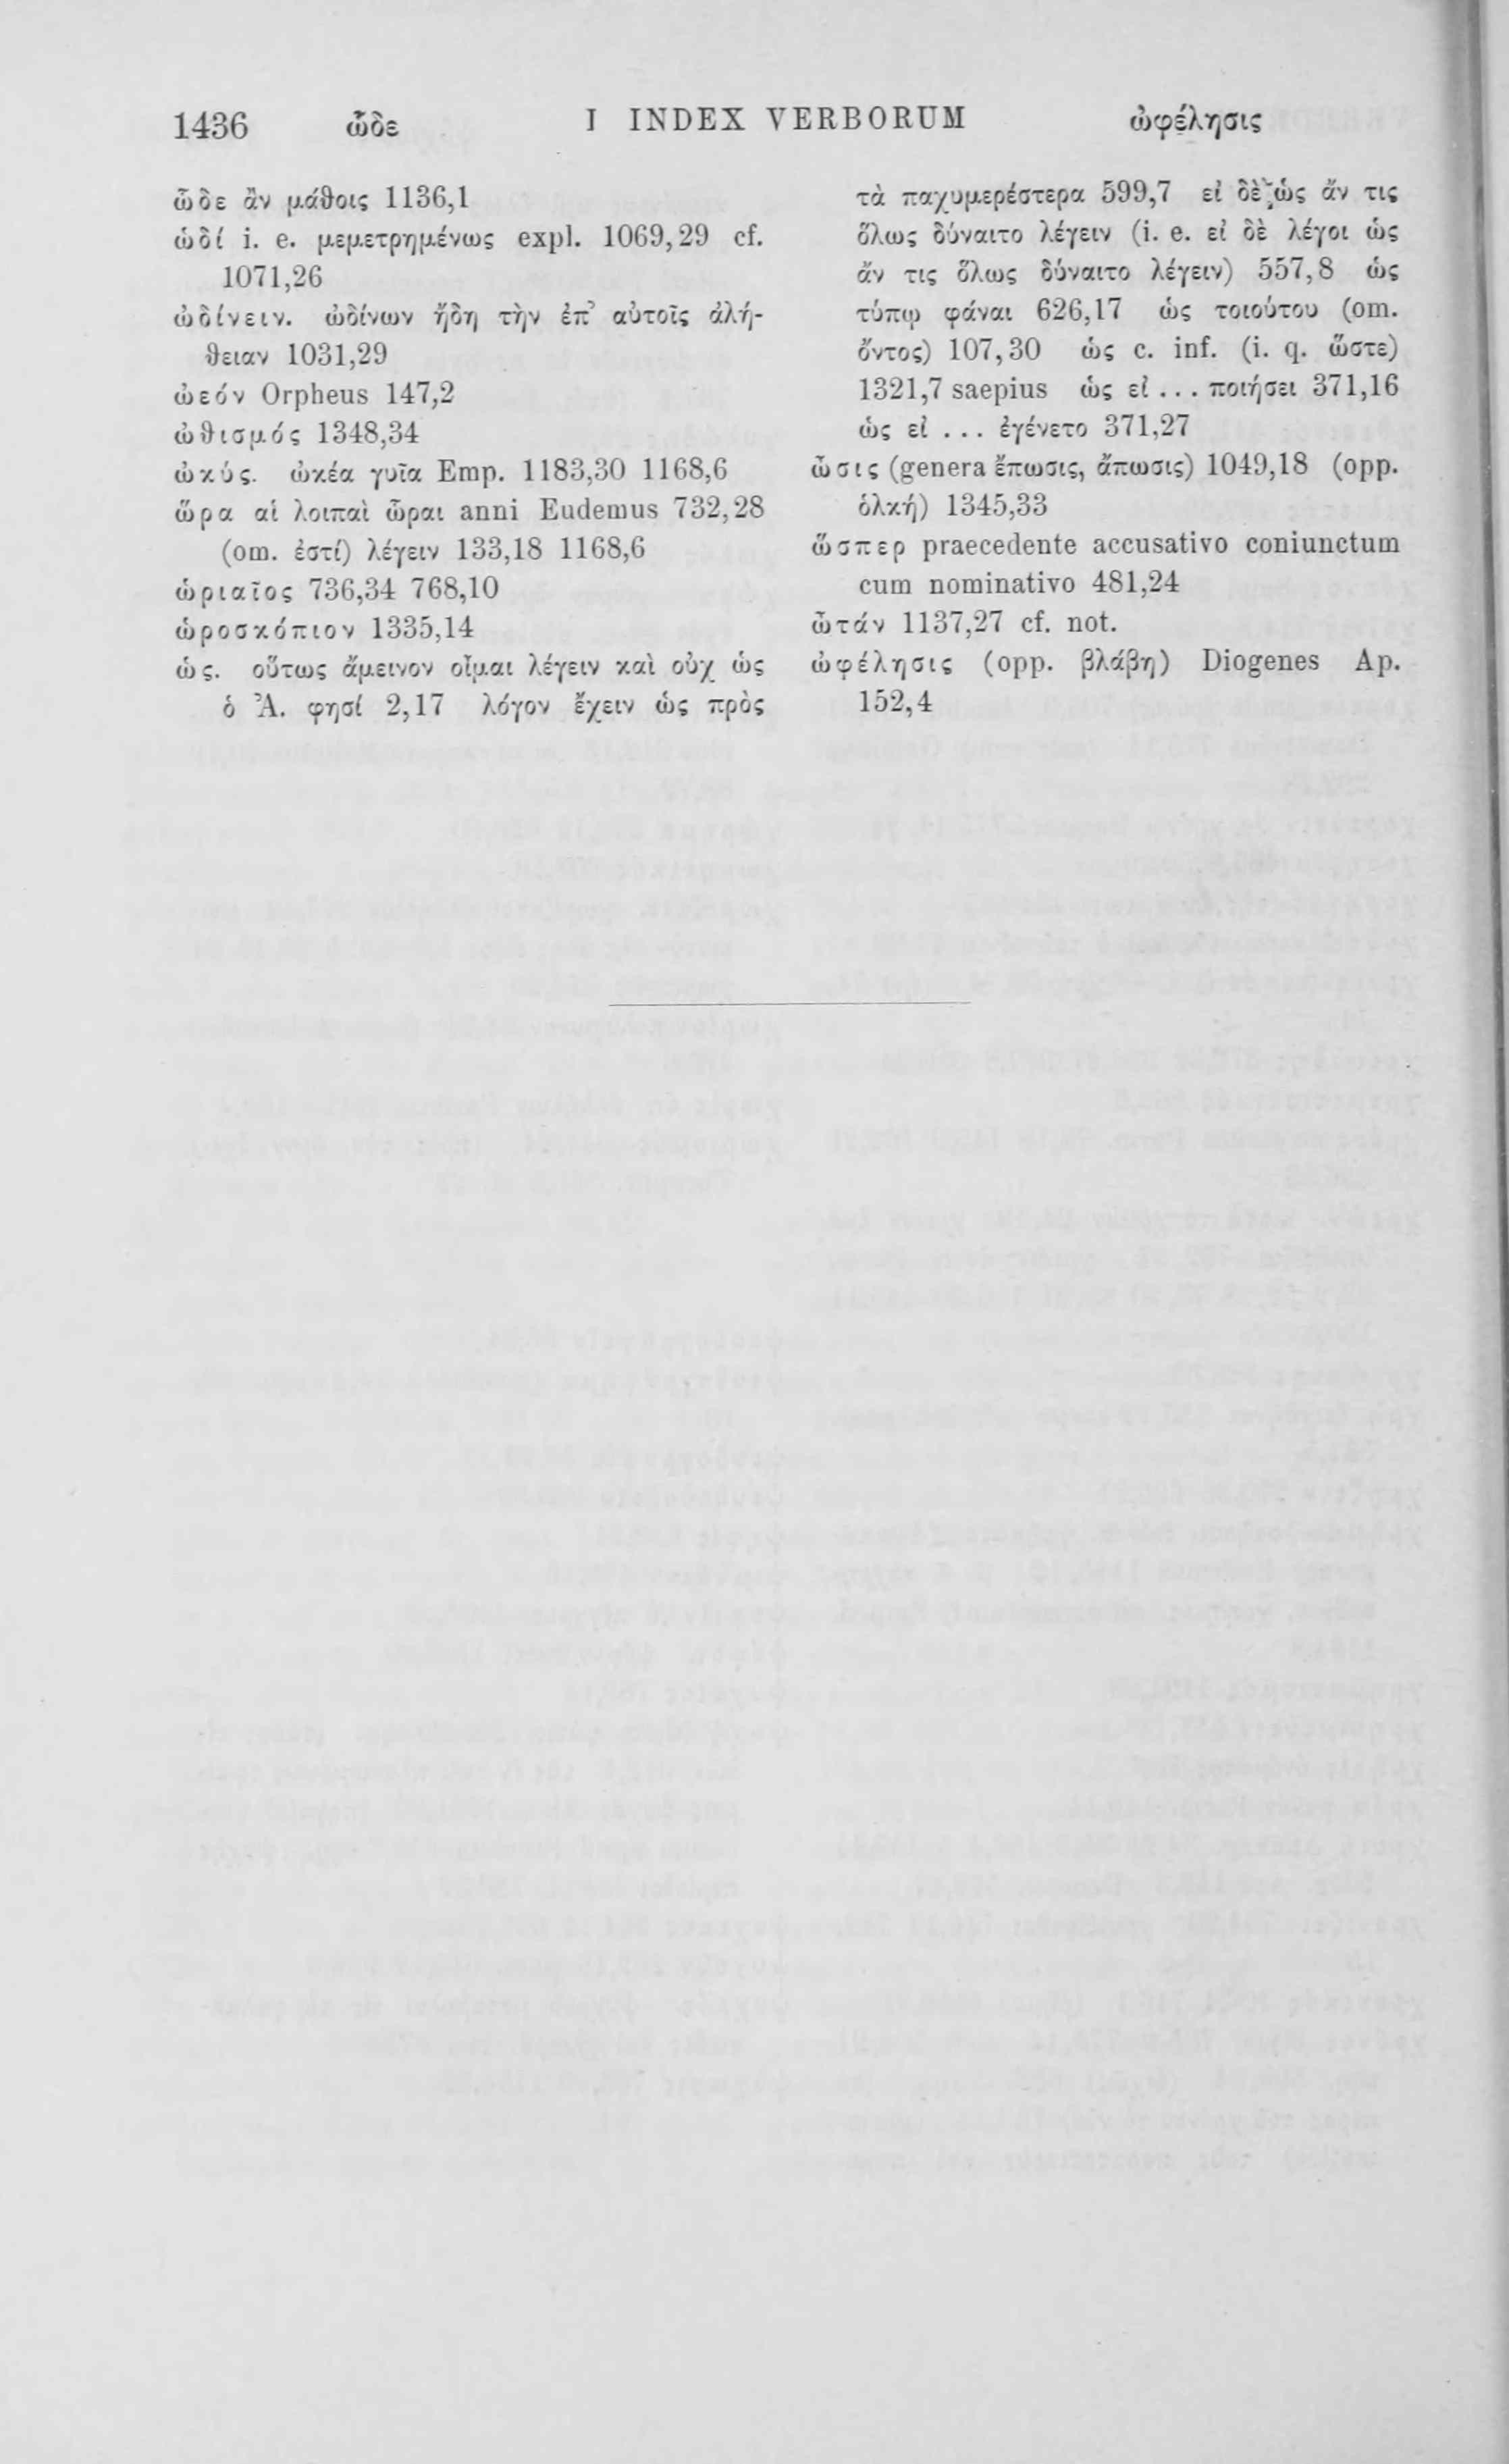 1436 ὧδε I INDEX VERBORUM ὠφέλησις
ὧδε ἂν μάθοις 1136,1
ὡδί i. e. μεμετρημένως expl. 1069,29 cf.
1071,26
ὠδίνειν. ὠδίνων ἤδη τὴν ἐπ’ αὐτοῖς ἀλή-
θειαν 1031,29
ὠεόν Orpheus 147,2
ὠθισμός 1348,34
ὠκύς. ὠκέα γυῖα Emp. 1183,30 1168,6
ὥρα αἱ λοιπαὶ ὧραι anni Eudemus 732,28
(om. ἐστί) λέγειν 133,18 1168,6
ὡριαῖος 736,34 768,10
ὡροσκόπιον 1335,14
ὡς. οὕτως ἄμεινον οἶμαι λέγειν καὶ οὐχ ὡς
ὁ Ἀ. φησί 2,17 λόγον ἔχειν ὡς πρὸς
τὰ παχυμερέστερα 599,7 εἰ δὲ ὡς ἄν τις
ὅλως δύναιτο λέγειν (i. e. εἰ δὲ λέγοι ὡς
ἄν τις ὅλως δύναιτο λέγειν) 557,8 ὡς
τύπῳ φάναι 626,17 ὡς τοιούτου (om.
ὄντος) 107,30 ὡς c. inf. (i. q. ὥστε)
1321,7 saepius ὡς εἰ ... ποιήσει 371,16
ὡς εἰ ... ἐγένετο 371,27
ὦσις (genera ἔπωσις, ἄπωσις) 1049,18 (opp.
ὁλκή) 1345,33
ὥσπερ praecedente accusativo coniunctum
cum nominativo 481,24
ὦτάν 1137,27 cf. not.
ὠφέλησις (opp. βλάβη) Diogenes Ap.
152,4